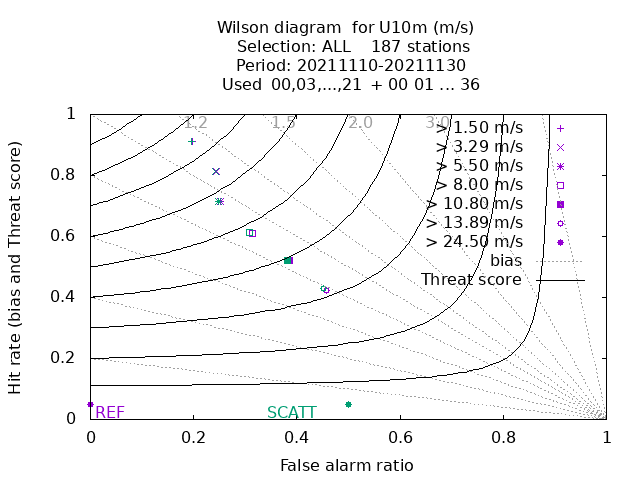 Wilson diagram  for U10m (m/s)
Selection: ALL    187 stations
Period: 20211110-20211130
Used  00,03,...,21  + 00 01 ... 36
1.2 1.5 2.0 3.0
> 1.50 m/s
> 3.29 m/s
> 5.50 m/s
> 8.00 m/s
> 10.80 m/s
> 13.89 m/s
> 24.50 m/s
bias
Threat score
Hit rate (bias and Threat score)
1
0.8
0.6
0.4
0.2
0
REF SCATT
0 0.2 0.4 0.6 0.8 1
False alarm ratio